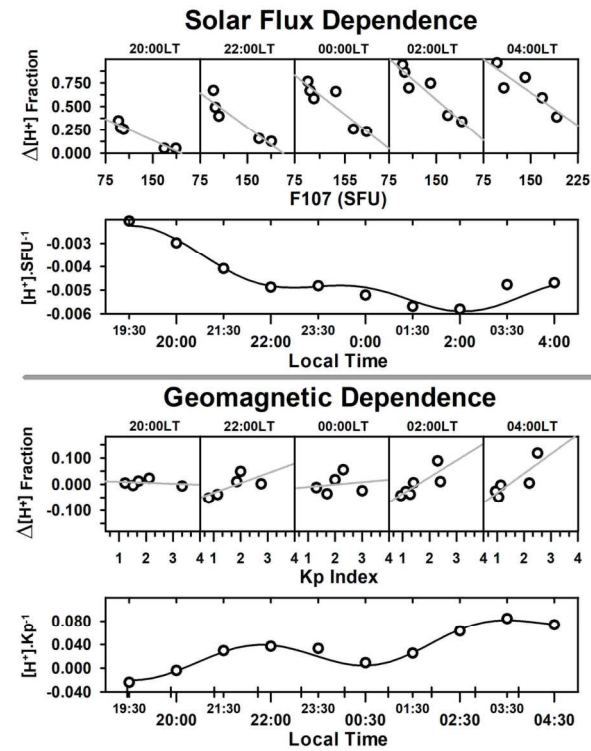 Solar Flux Dependence
20:00LT 22:00LT 00:00LT 02:00LT 04:00LT
Δ[H+] Fraction
0.750
0.500
0.250
0.000
75 150 75 150 75 155 75 150 75 150 225
F107 (SFU)
[H+].SFU-1
-0.003
-0.004
-0.005
-0.006
19:30 20:00 21:30 22:00 23:30 0:00 01:30 2:00 03:30 4:00
Local Time
Geomagnetic Dependence
20:00LT 22:00LT 00:00LT 02:00LT 04:00LT
Δ[H+] Fraction
0.100
0.000
-0.100
1 2 3 4 1 2 3 4 1 2 3 4 1 2 3 4 1 2 3 4
Kp Index
[H+].Kp-1
0.080
0.040
0.000
-0.040
19:30 20:00 21:30 22:00 23:30 00:30 01:30 02:30 03:30 04:30
Local Time